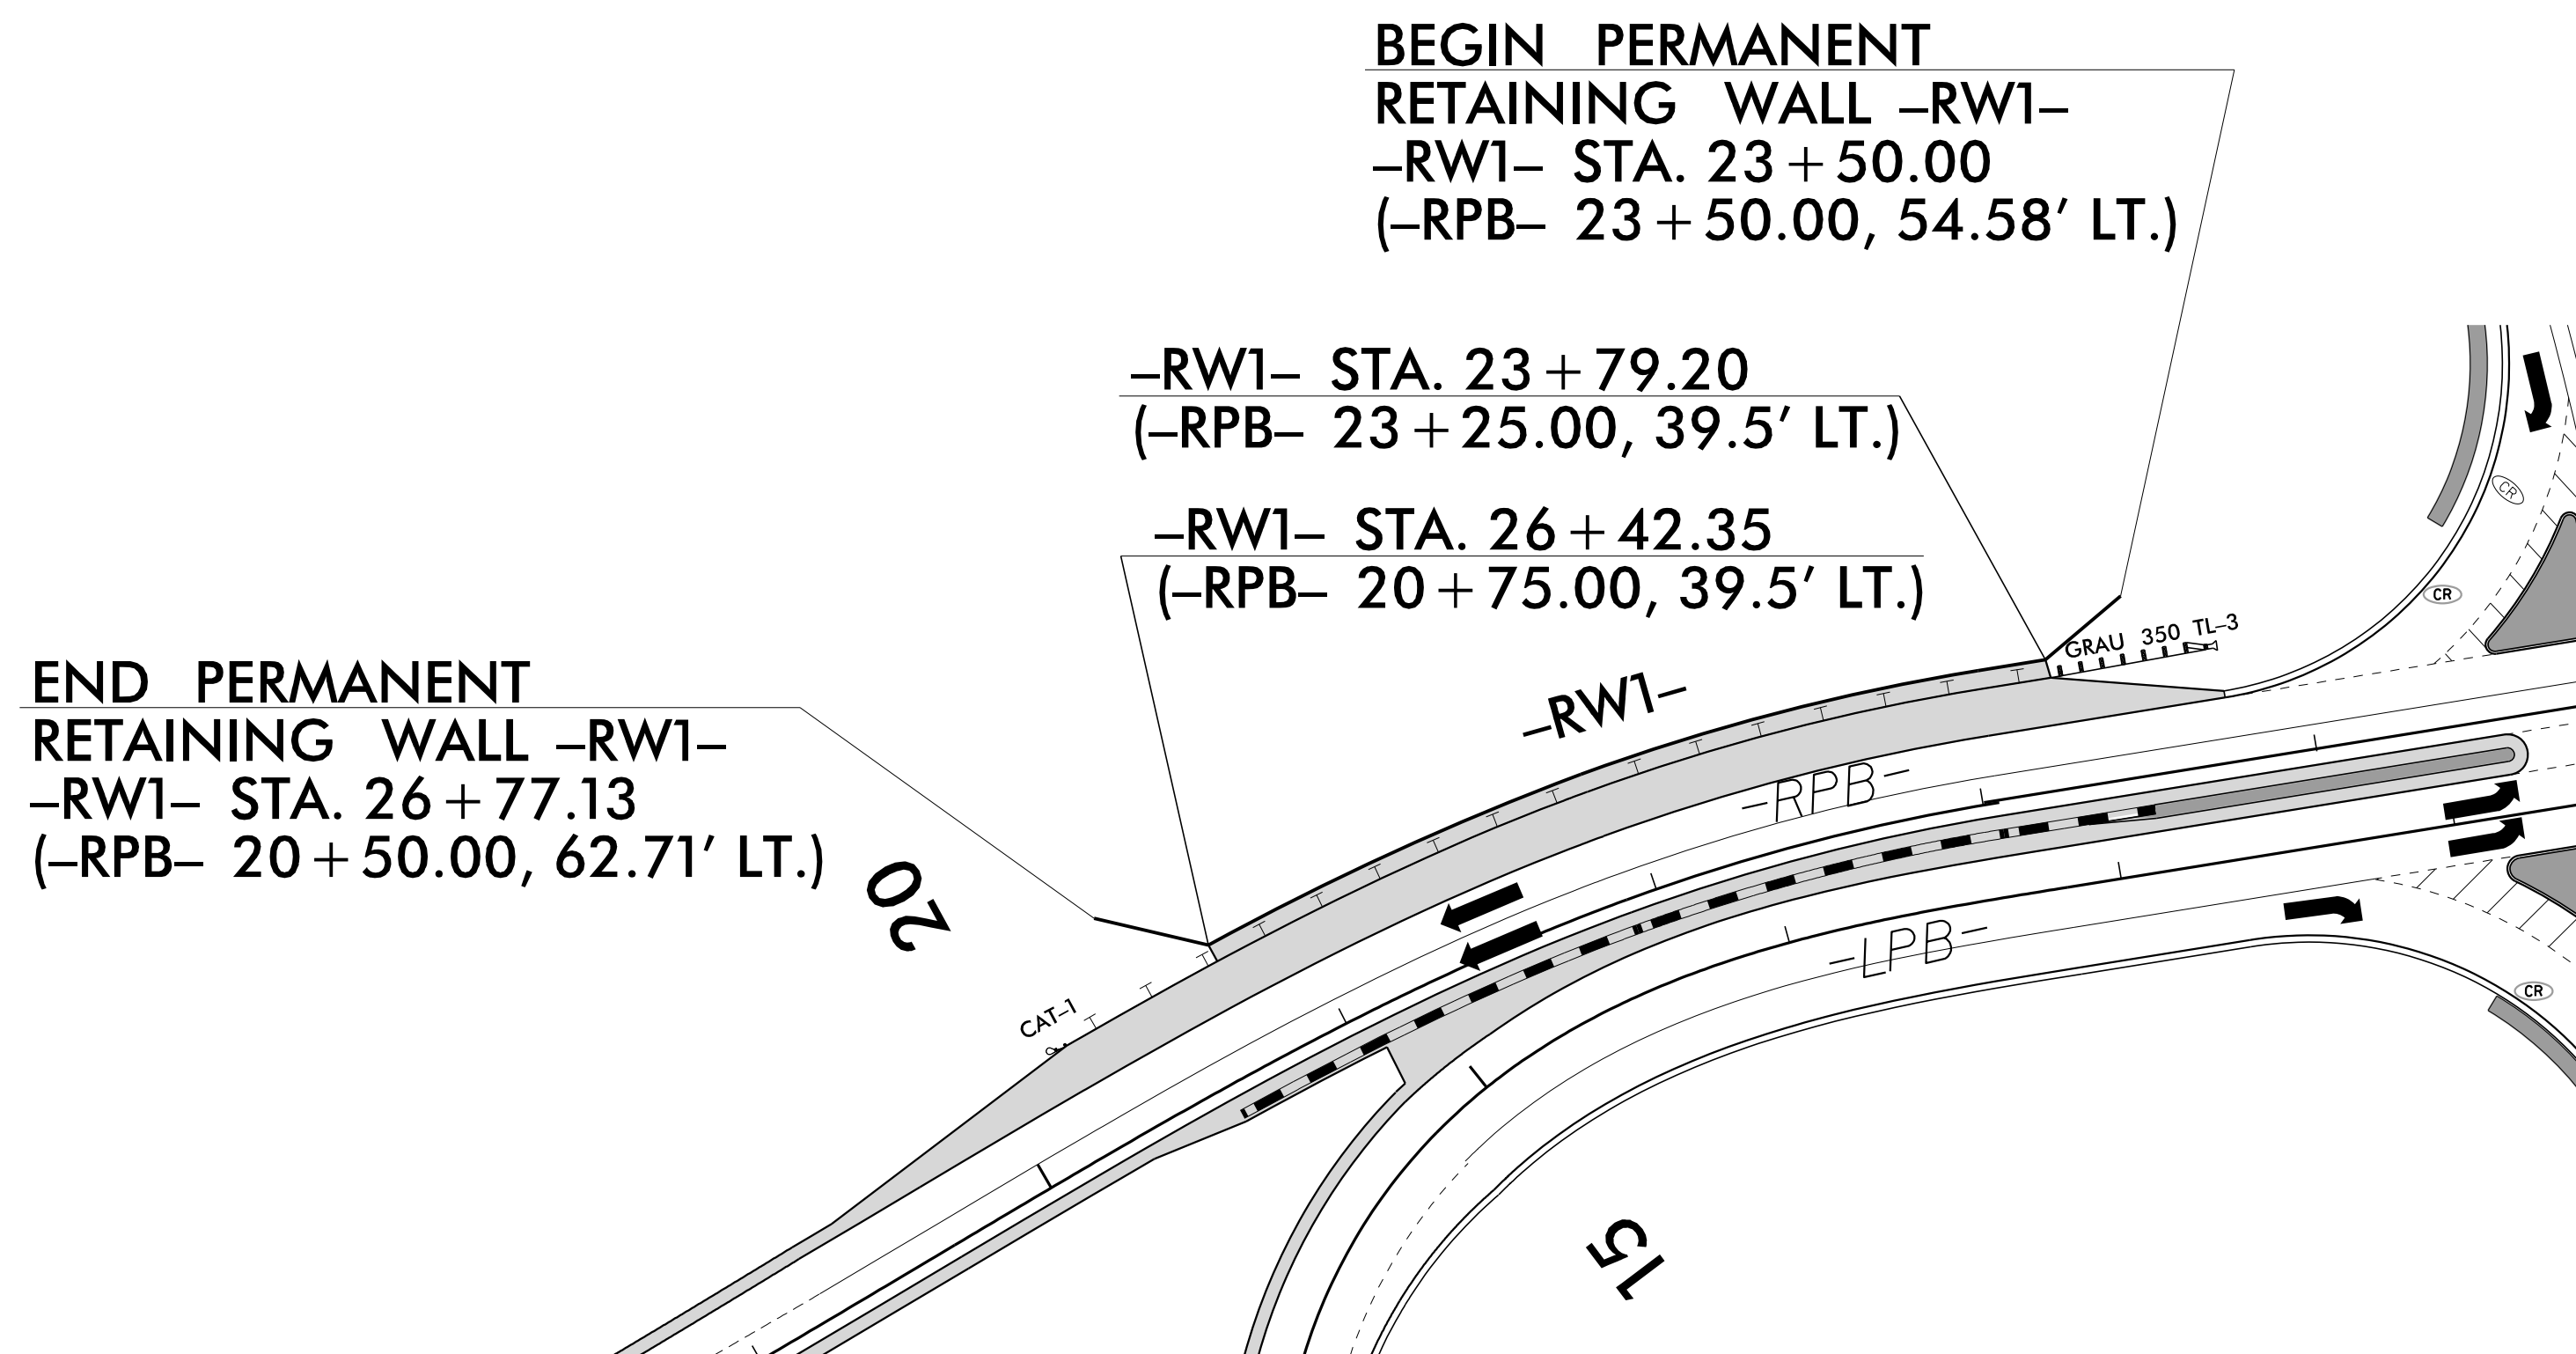 BEGIN PERMANENT
RETAINING WALL –RW1–
–RW1– STA. 23+50.00
(–RPB– 23+50.00, 54.58' LT.)
–RW1– STA. 23+79.20
(–RPB– 23+25.00, 39.5' LT.)
–RW1– STA. 26+42.35
(–RPB– 20+75.00, 39.5' LT.)
END PERMANENT
RETAINING WALL –RW1–
–RW1– STA. 26+77.13
(–RPB– 20+50.00, 62.71' LT.)
CR
CR
GRAU 350 TL–3
–RW1–
–RPB–
20
–LPB–
CR
CAT–1
15